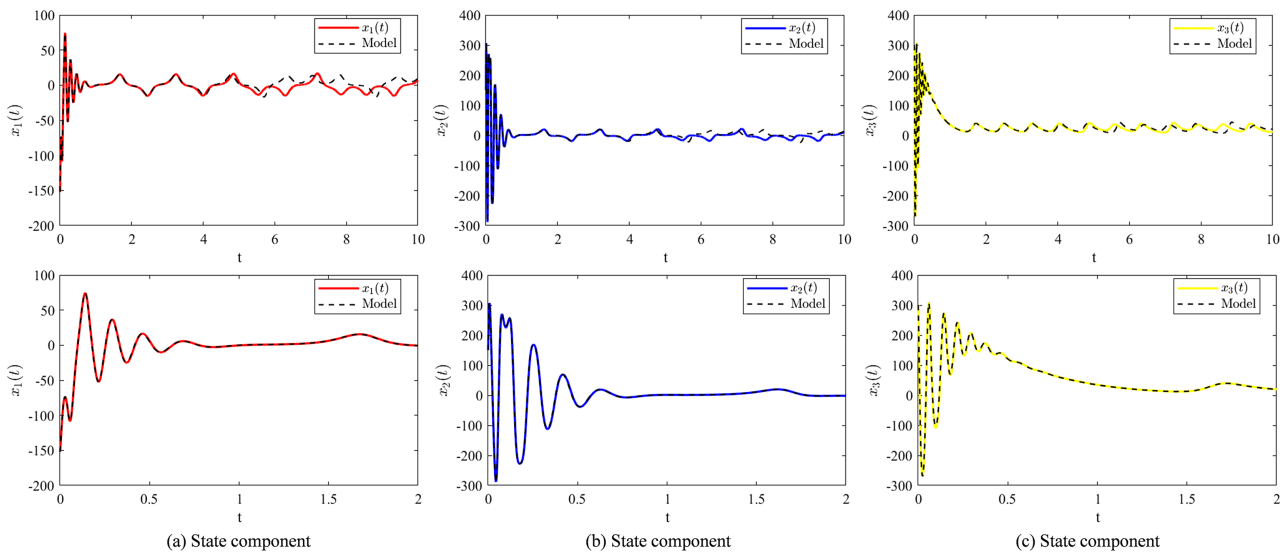 100
50
0
-50
-100
-150
-200
x₁(t)
0 2 4 6 8 10
t
x₁(t)
Model
400
300
200
100
0
-100
-200
-300
x₂(t)
0 2 4 6 8 10
t
x₂(t)
Model
400
300
200
100
0
-100
-200
-300
x₃(t)
0 2 4 6 8 10
t
x₃(t)
Model
100
50
0
-50
-100
-150
-200
x₁(t)
0 0.5 1 1.5 2
t
x₁(t)
Model
400
300
200
100
0
-100
-200
-300
x₂(t)
0 0.5 1 1.5 2
t
x₂(t)
Model
400
300
200
100
0
-100
-200
-300
x₃(t)
0 0.5 1 1.5 2
t
x₃(t)
Model
(a) State component
(b) State component
(c) State component